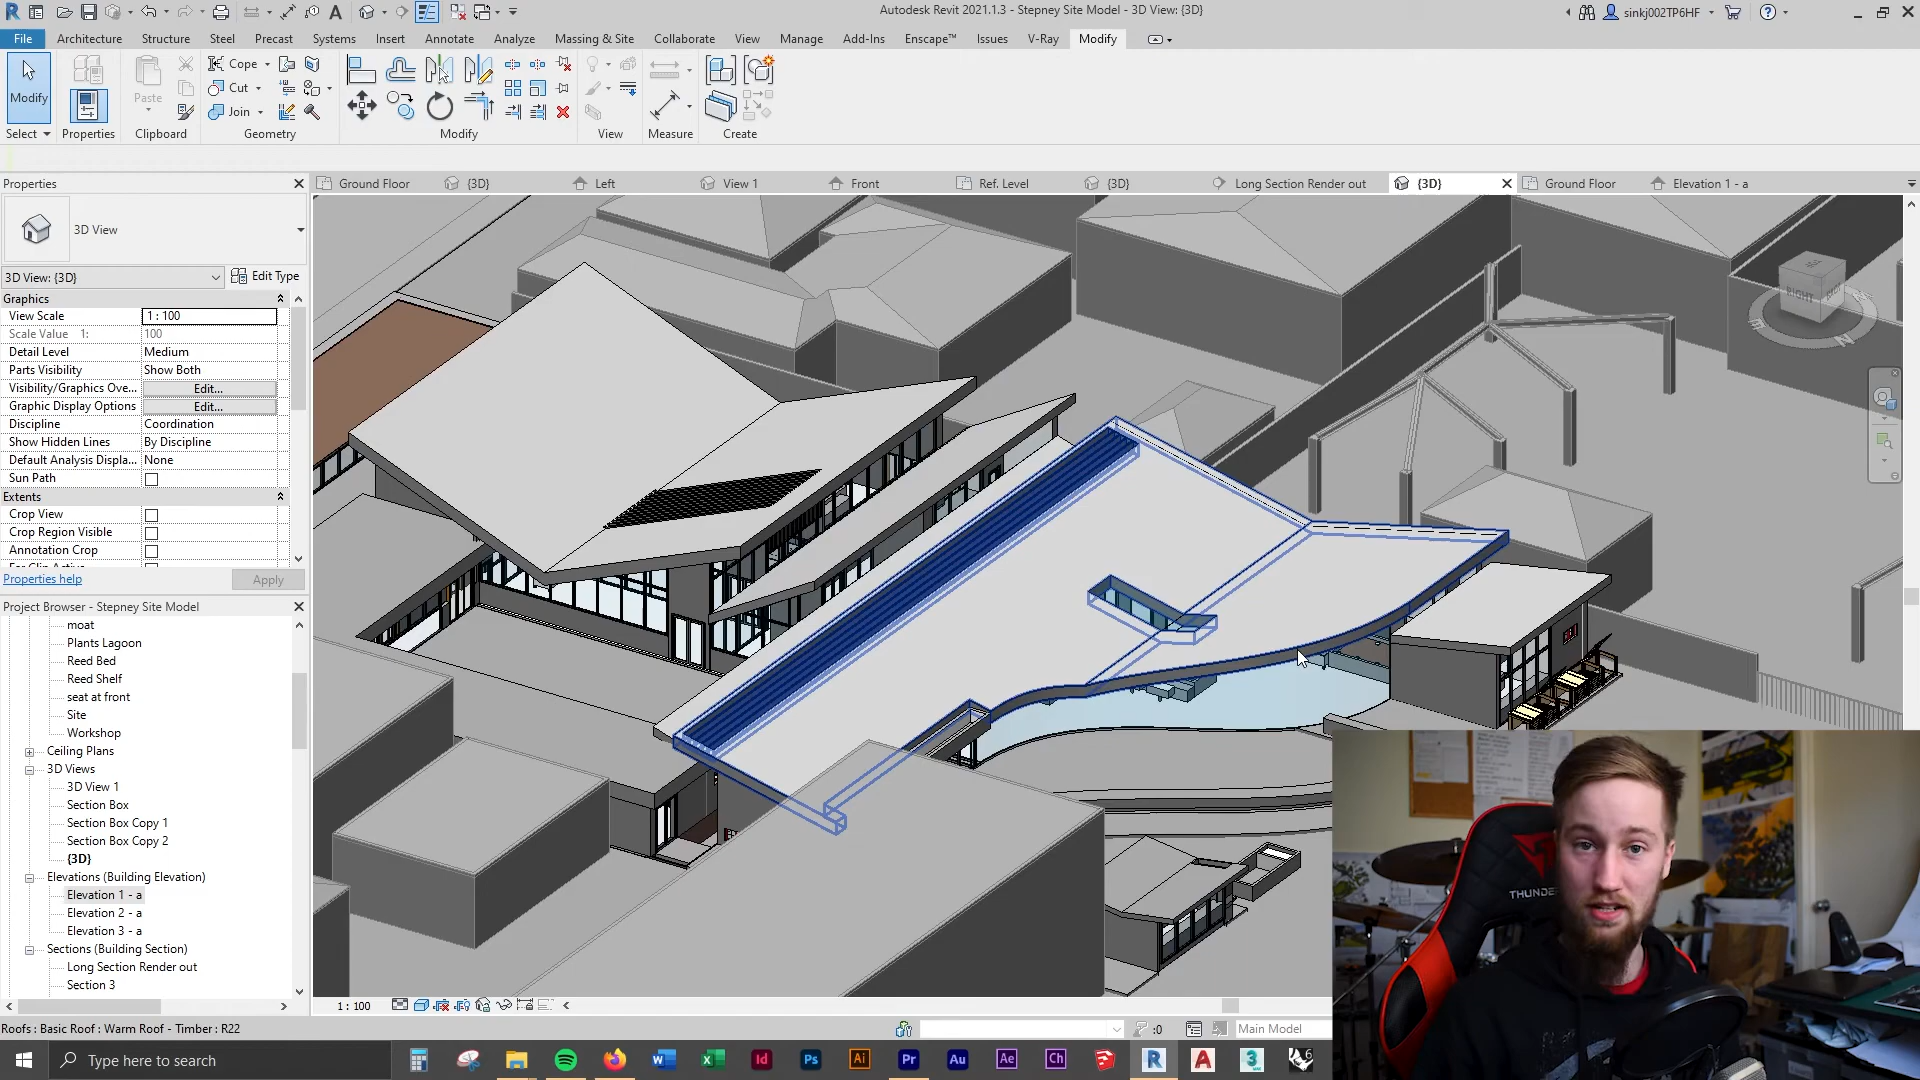 Autodesk Revit 2021.1.3 - Stepney Site Model - 3D View: {3D}
sinkj002TP6HF
File Architecture Structure Steel Precast Systems Insert Annotate Analyze Massing & Site Collaborate View Manage Add-Ins Enscape™ Issues V-Ray Modify
Modify
Paste
Cope
Cut
Join
Select Properties Clipboard Geometry Modify View Measure Create
Properties
Ground Floor {3D} Left View 1 Front Ref. Level {3D} Long Section Render out {3D} Ground Floor Elevation 1 - a
3D View
3D View: {3D} Edit Type
Graphics
View Scale 1 : 100
Scale Value 1: 100
Detail Level Medium
Parts Visibility Show Both
Visibility/Graphics Ove... Edit...
Graphic Display Options Edit...
Discipline Coordination
Show Hidden Lines By Discipline
Default Analysis Displa... None
Sun Path
Extents
Crop View
Crop Region Visible
Annotation Crop
Properties help Apply
Project Browser - Stepney Site Model
moat
Plants Lagoon
Reed Bed
Reed Shelf
seat at front
Site
Workshop
Ceiling Plans
3D Views
3D View 1
Section Box
Section Box Copy 1
Section Box Copy 2
{3D}
Elevations (Building Elevation)
Elevation 1 - a
Elevation 2 - a
Elevation 3 - a
Sections (Building Section)
Long Section Render out
Section 3
RIGHT
THUNDER
1 : 100
Roofs : Basic Roof : Warm Roof - Timber : R22
:0
Main Model
Type here to search